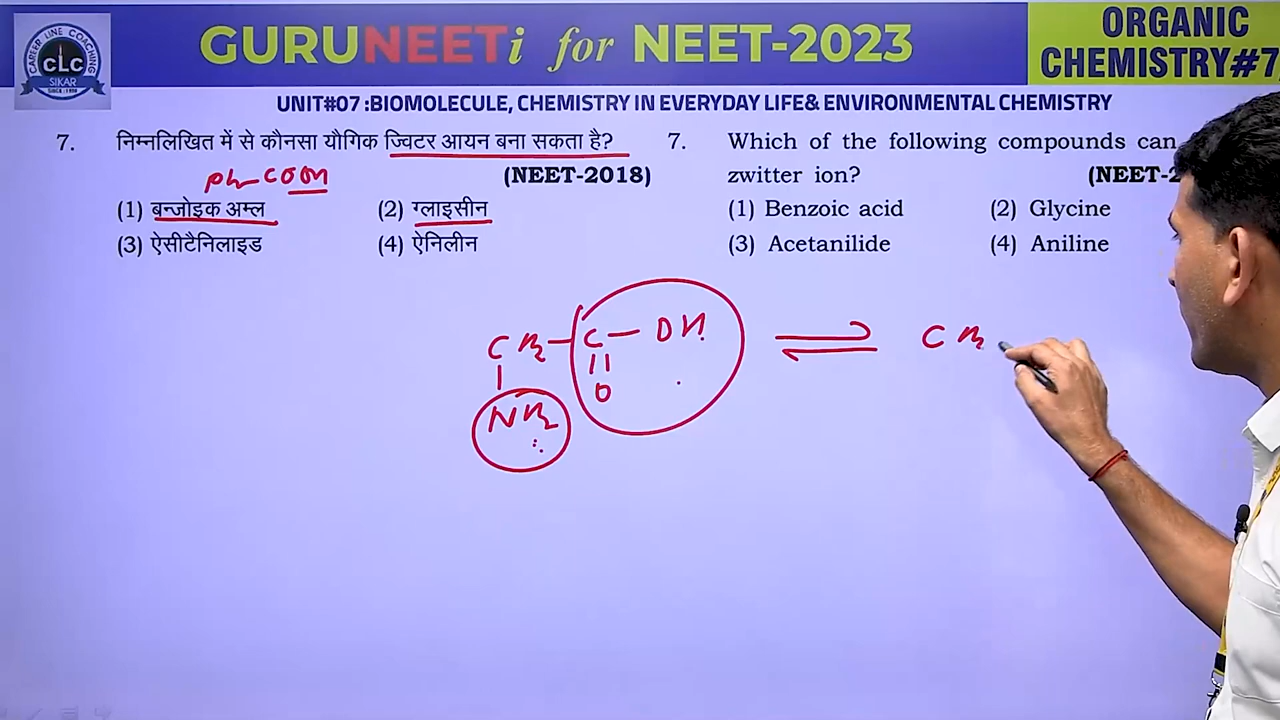 CAREER LINE COACHING
CLC
SIKAR
SINCE : 1996
GURUNEETi for NEET-2023
ORGANIC
CHEMISTRY#7
UNIT#07 :BIOMOLECULE, CHEMISTRY IN EVERYDAY LIFE& ENVIRONMENTAL CHEMISTRY
7. निम्नलिखित में से कौनसा यौगिक ज्विटर आयन बना सकता है?
(NEET-2018)
Ph-COOH
(1) बन्जोइक अम्ल (2) ग्लाइसीन
(3) ऐसीटैनिलाइड (4) ऐनिलीन
7. Which of the following compounds can
zwitter ion? (NEET-2
(1) Benzoic acid (2) Glycine
(3) Acetanilide (4) Aniline
CH2-C-OH ⇌ CH2
O
NH2